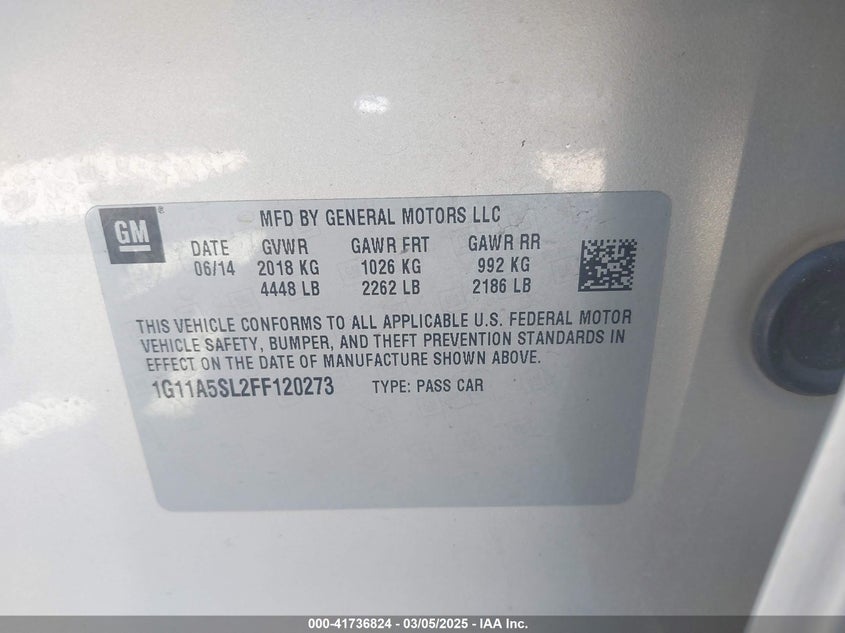 GM ®
MFD BY GENERAL MOTORS LLC
DATE GVWR GAWR FRT GAWR RR
06/14 2018 KG 1026 KG 992 KG
4448 LB 2262 LB 2186 LB
THIS VEHICLE CONFORMS TO ALL APPLICABLE U.S. FEDERAL MOTOR
VEHICLE SAFETY, BUMPER, AND THEFT PREVENTION STANDARDS IN
EFFECT ON THE DATE OF MANUFACTURE SHOWN ABOVE.
1G11A5SL2FF120273 TYPE: PASS CAR
000-41736824 - 03/05/2025 - IAA Inc.